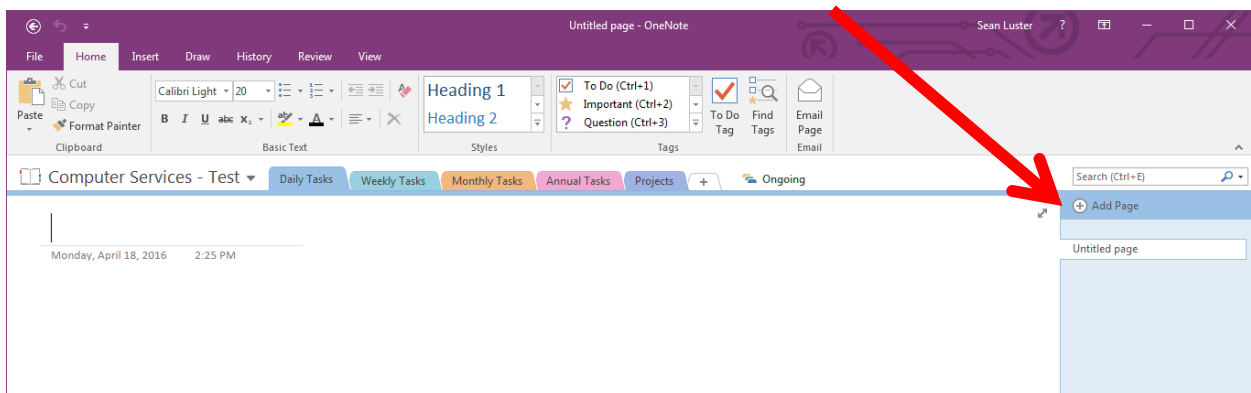 Untitled page - OneNote
Sean Luster ?
File Home Insert Draw History Review View
Paste
Cut
Copy
Format Painter
Clipboard
Calibri Light 20
B I U abc X₂ aby A
Basic Text
Heading 1
Heading 2
Styles
To Do (Ctrl+1)
Important (Ctrl+2)
? Question (Ctrl+3)
Tags
To Do Tag
Find Tags
Email Page
Email
Computer Services - Test
Daily Tasks Weekly Tasks Monthly Tasks Annual Tasks Projects + Ongoing
Search (Ctrl+E)
Add Page
Untitled page
Monday, April 18, 2016 2:25 PM